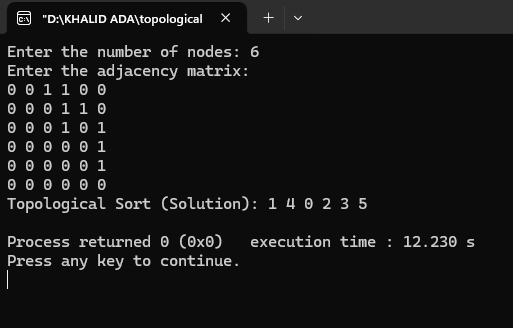 "D:\KHALID ADA\topological
Enter the number of nodes: 6
Enter the adjacency matrix:
0 0 1 1 0 0
0 0 0 1 1 0
0 0 0 1 0 1
0 0 0 0 0 1
0 0 0 0 0 1
0 0 0 0 0 0
Topological Sort (Solution): 1 4 0 2 3 5
Process returned 0 (0x0)   execution time : 12.230 s
Press any key to continue.